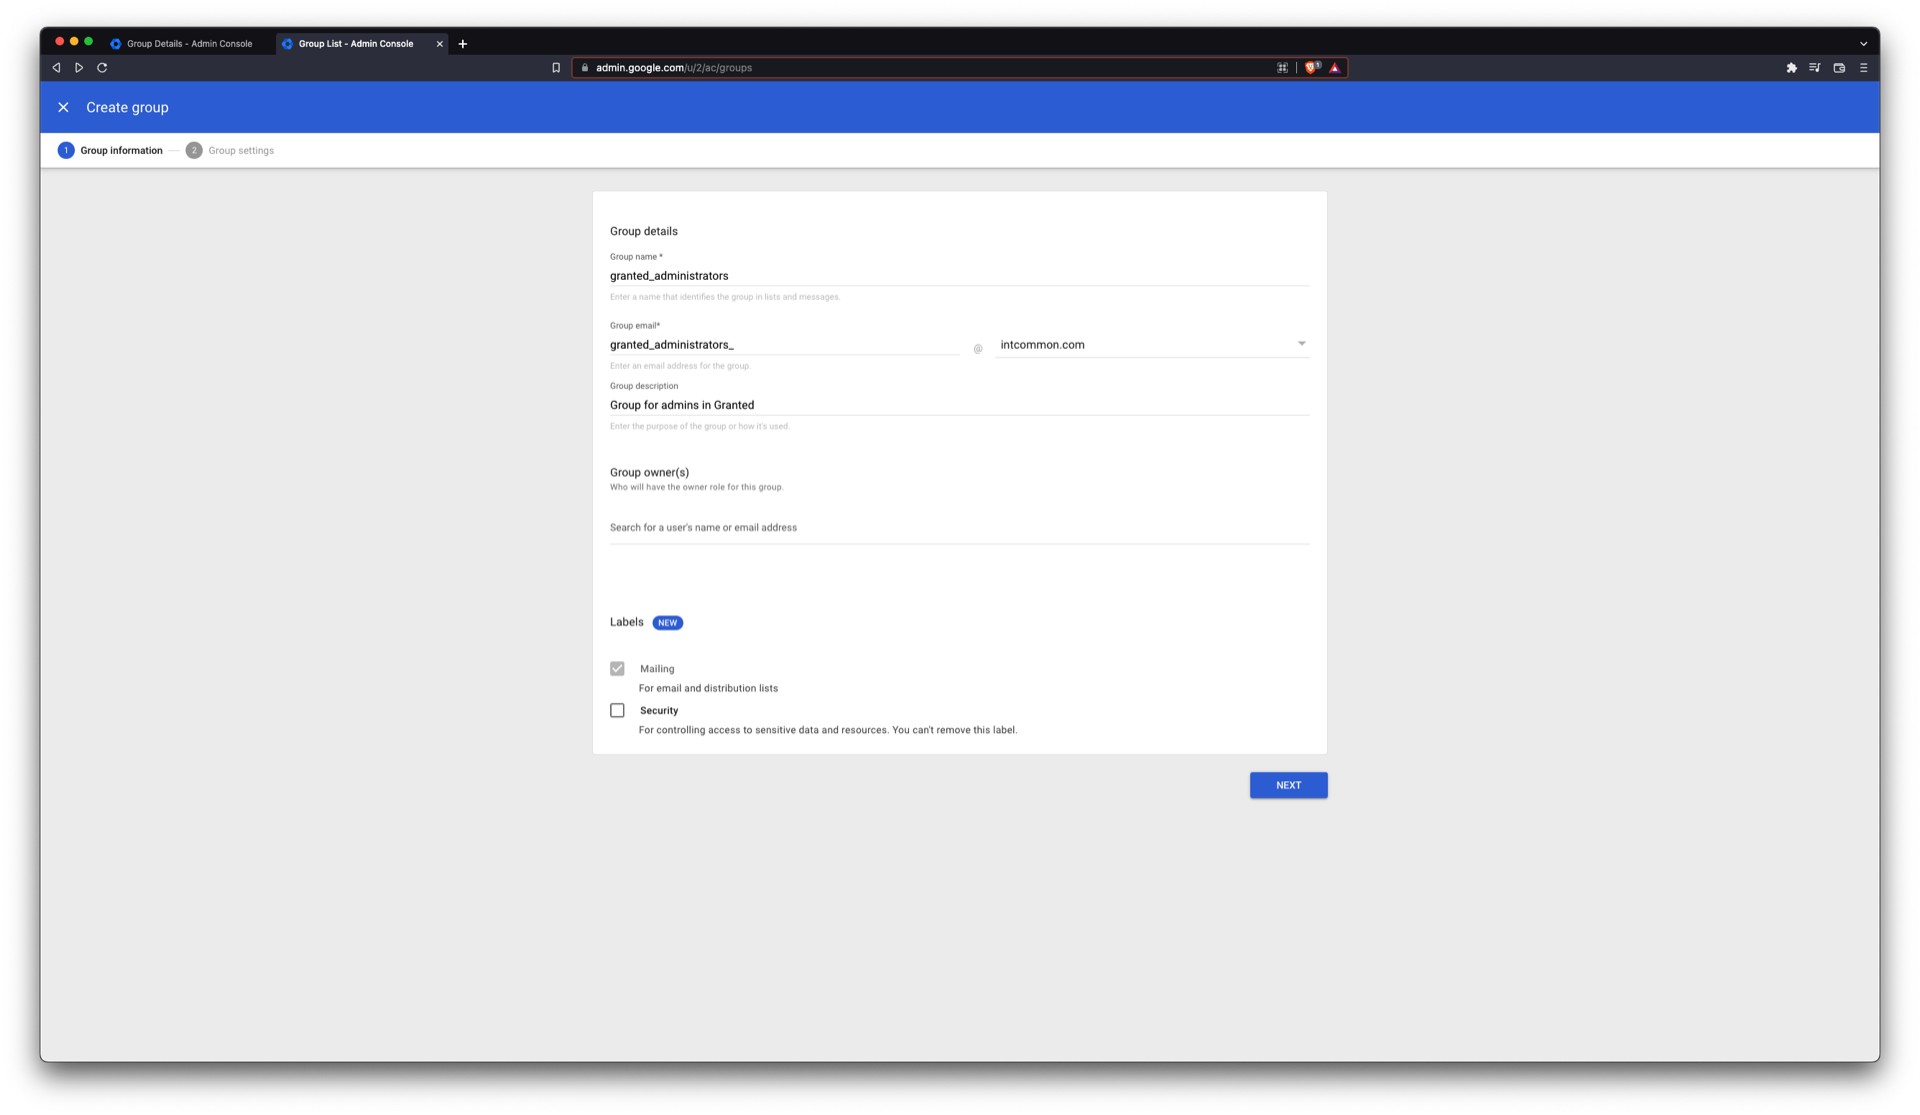 Group Details - Admin Console
Group List - Admin Console
admin.google.com/u/2/ac/groups
1
Create group
1 Group information
2 Group settings
Group details
Group name *
granted_administrators
Enter a name that identifies the group in lists and messages.
Group email*
granted_administrators_ @ intcommon.com
Enter an email address for the group.
Group description
Group for admins in Granted
Enter the purpose of the group or how it's used.
Group owner(s)
Who will have the owner role for this group.
Search for a user's name or email address
Labels NEW
Mailing
For email and distribution lists
Security
For controlling access to sensitive data and resources. You can't remove this label.
NEXT